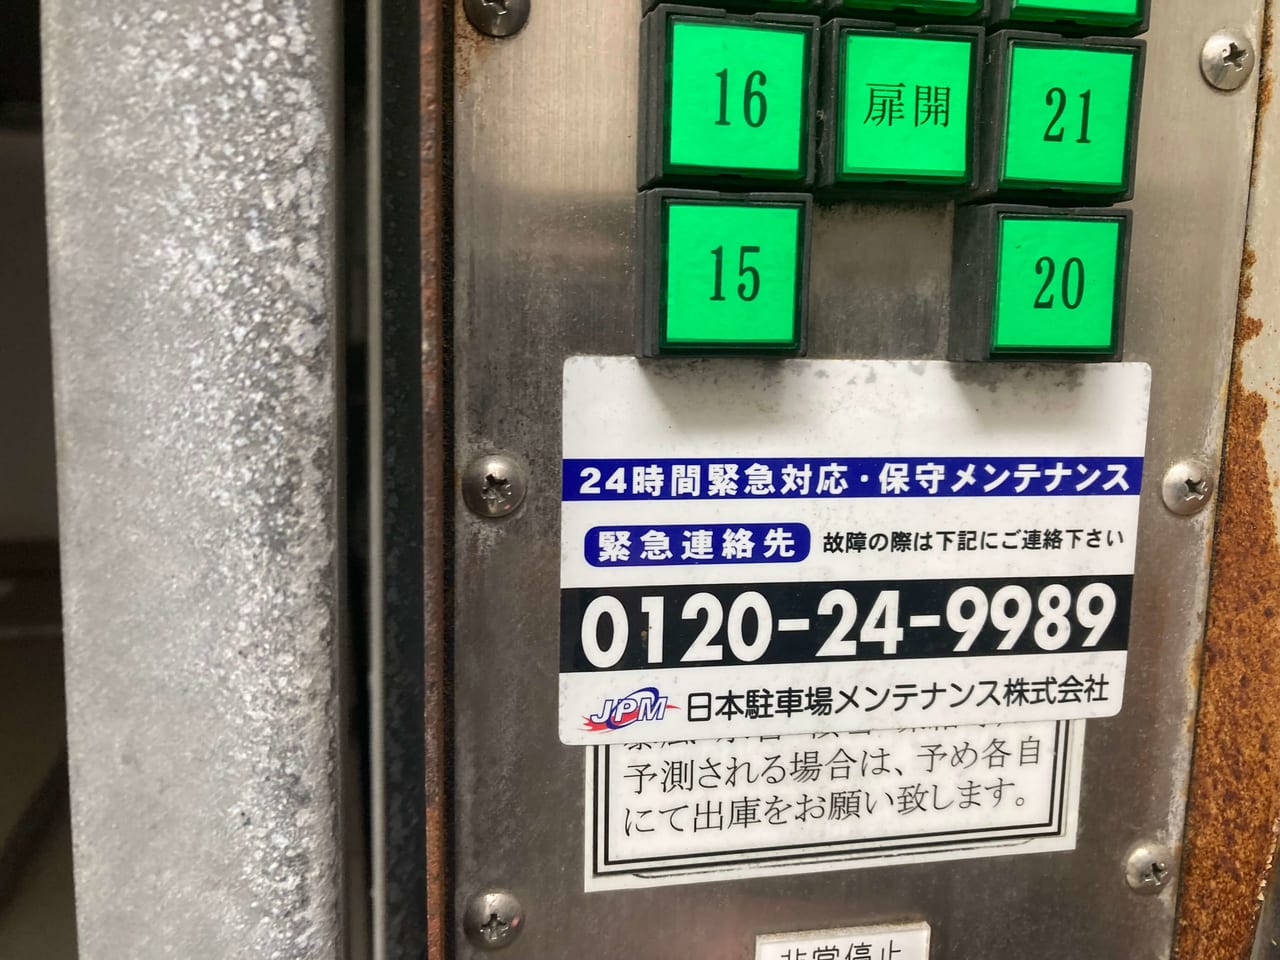 16 扉開 21
15 20
24時間緊急対応・保守メンテナンス
緊急連絡先 故障の際は下記にご連絡下さい
0120-24-9989
JPM 日本駐車場メンテナンス株式会社
予測される場合は、予め各自
にて出庫をお願い致します。
非常停止